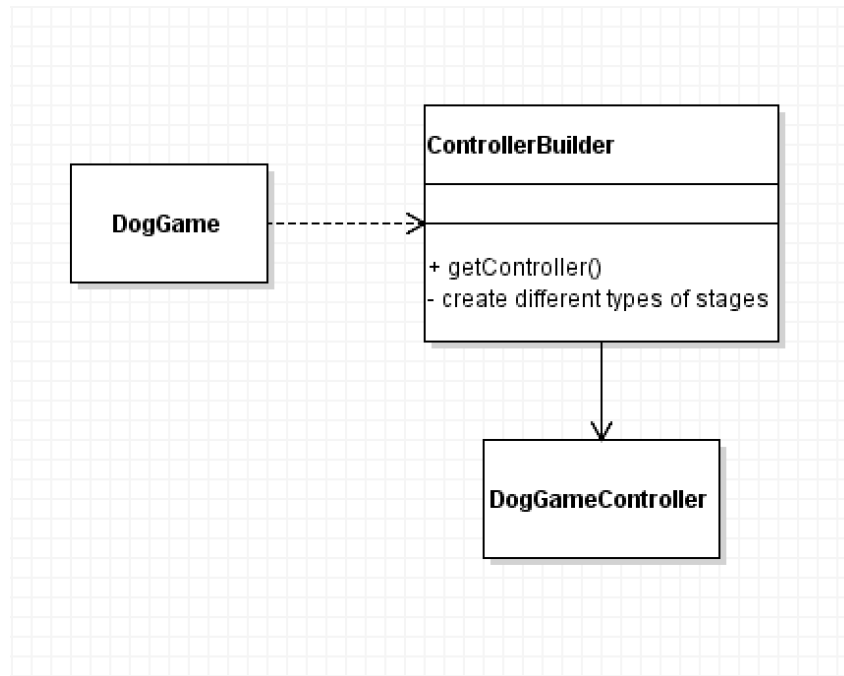 ControllerBuilder
DogGame
+ getController()
- create different types of stages
DogGameController